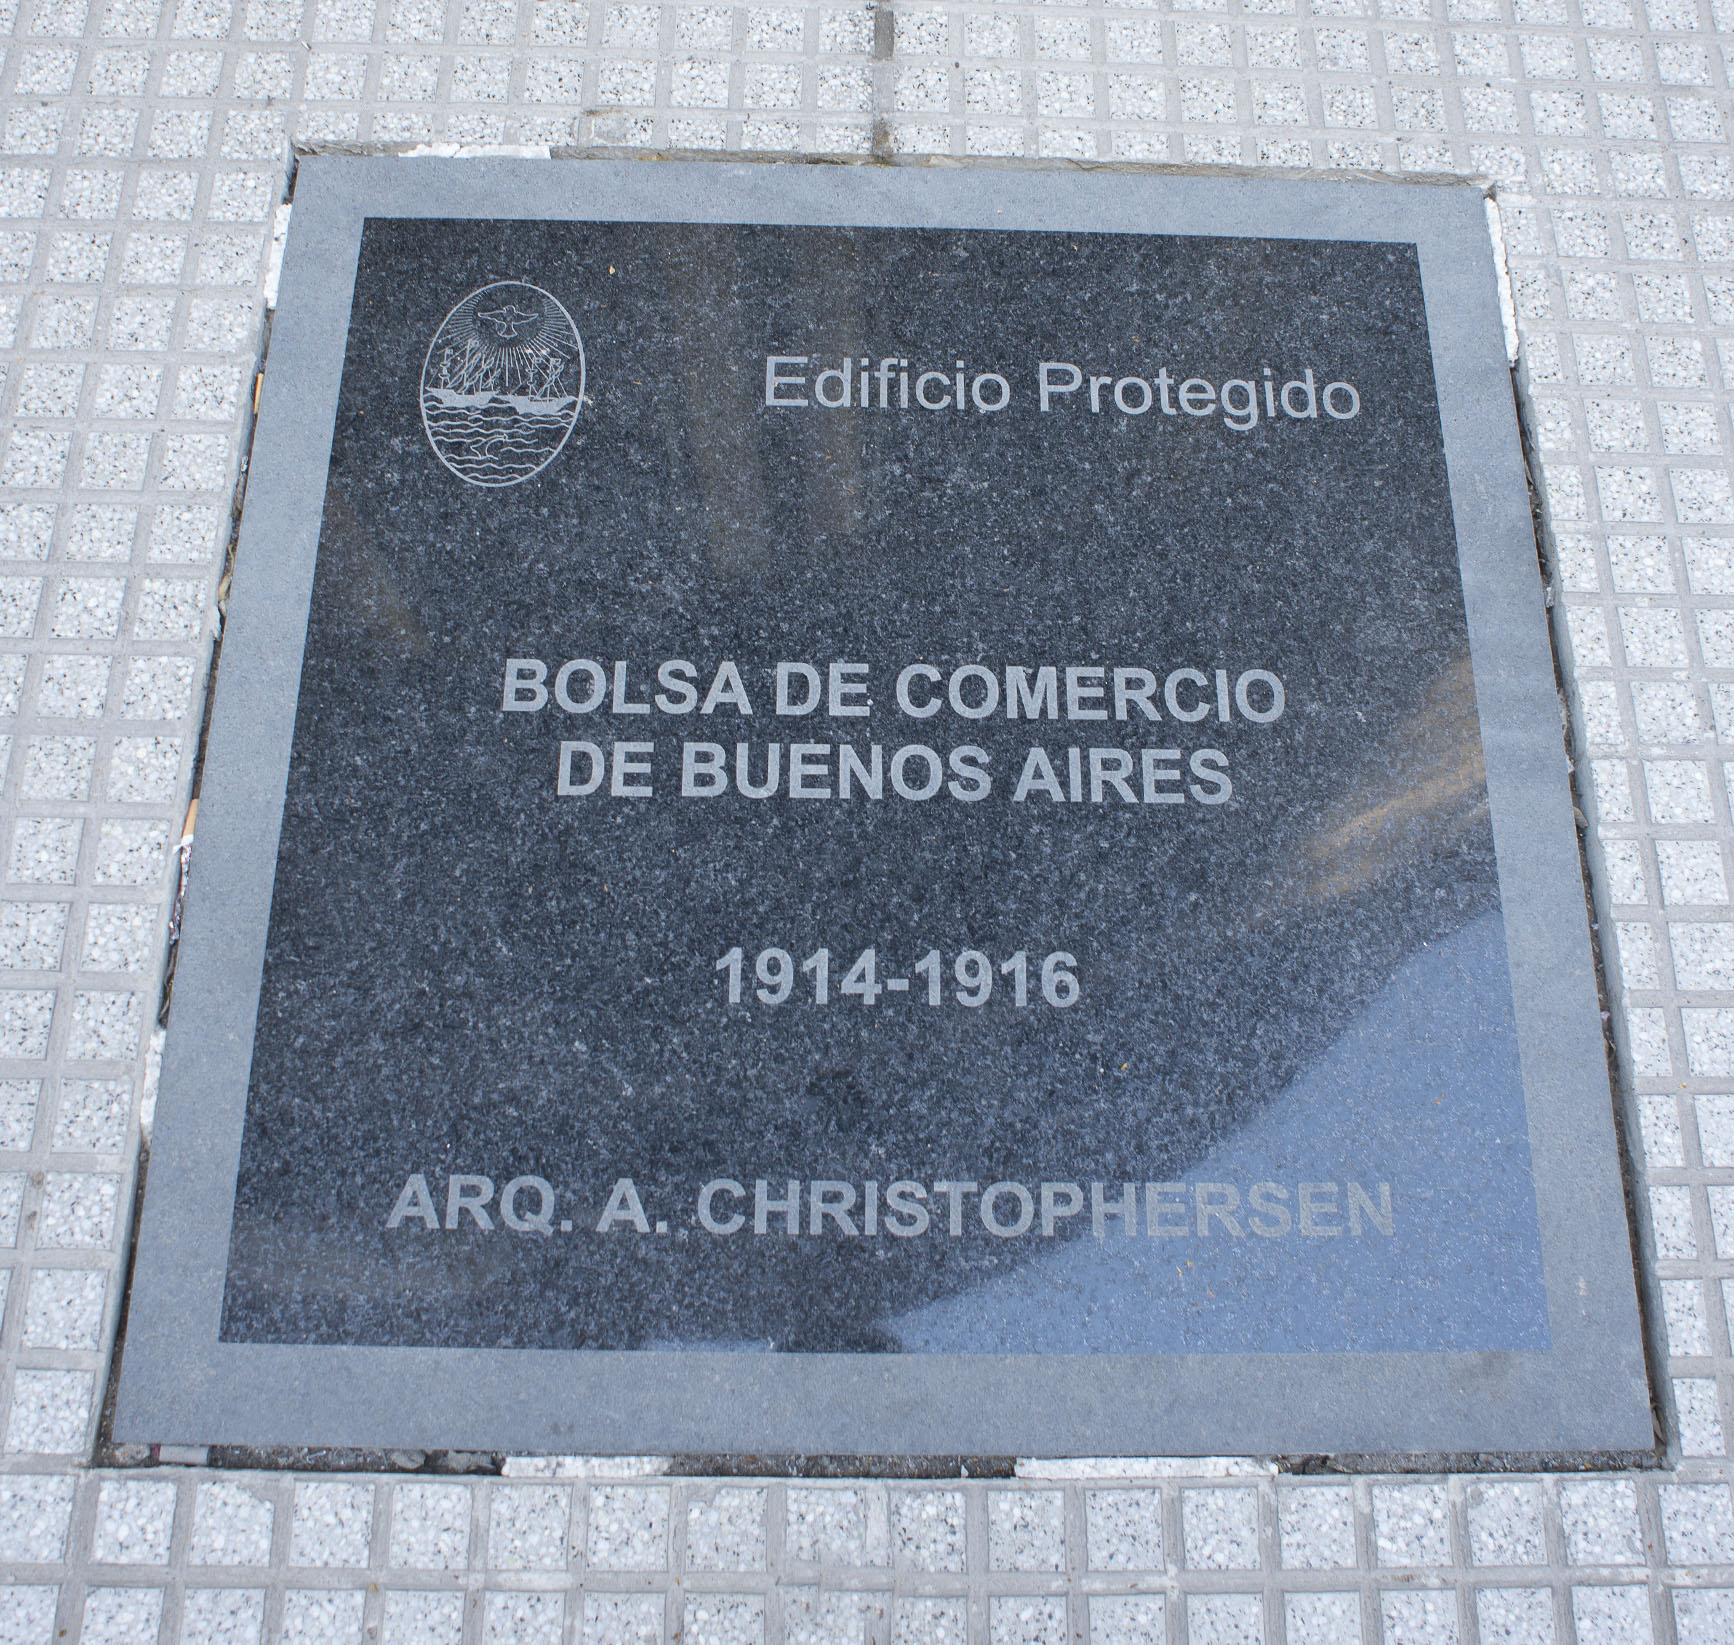 Edificio Protegido
BOLSA DE COMERCIO
DE BUENOS AIRES
1914-1916
ARQ. A. CHRISTOPHERSEN